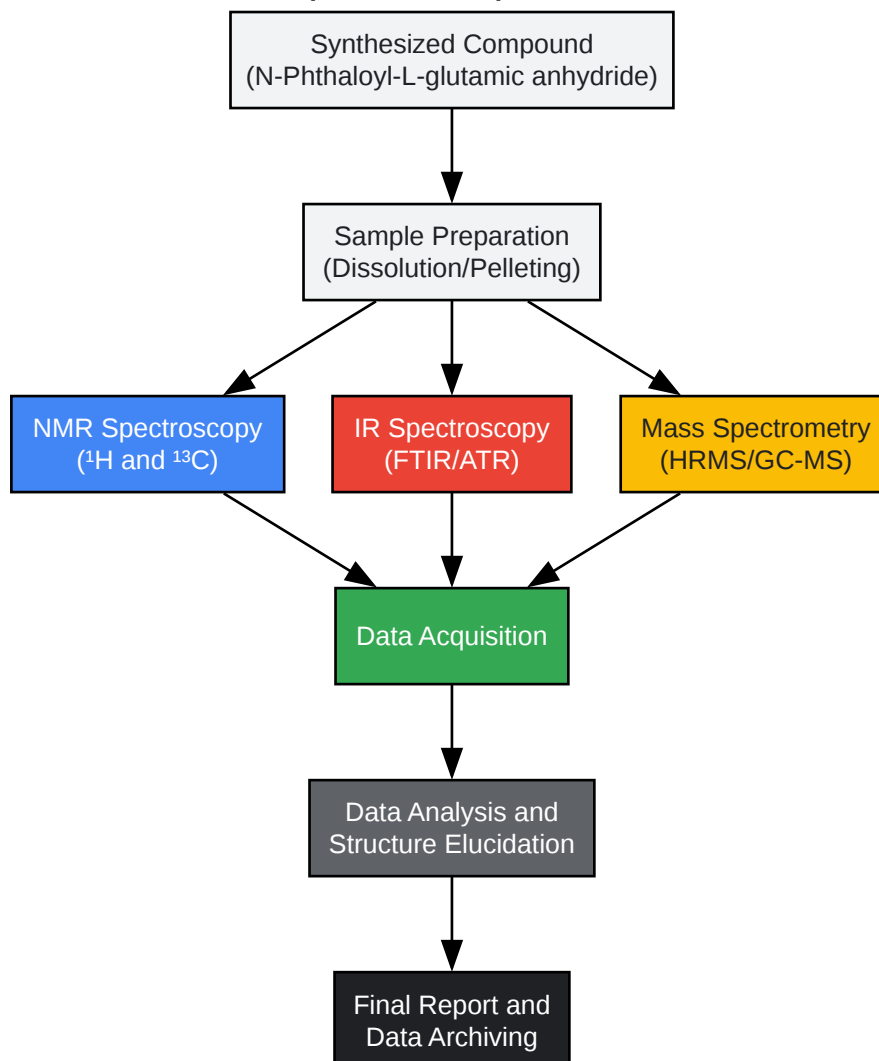 Synthesized Compound
(N-Phthaloyl-L-glutamic anhydride)
Sample Preparation
(Dissolution/Pelleting)
NMR Spectroscopy
(¹H and ¹³C)
IR Spectroscopy
(FTIR/ATR)
Mass Spectrometry
(HRMS/GC-MS)
Data Acquisition
Data Analysis and
Structure Elucidation
Final Report and
Data Archiving